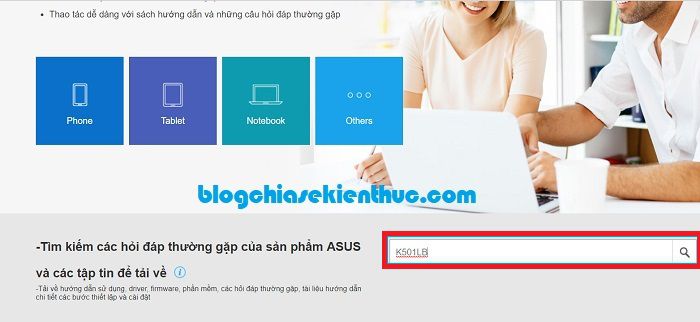 Thao tác dễ dàng với sách hướng dẫn và những câu hỏi đáp thường gặp
Phone
Tablet
Notebook
Others
blogchiasekienthuc.com
-Tìm kiếm các hỏi đáp thường gặp của sản phẩm ASUS
và các tập tin để tải về
K501LB
-Tải về hướng dẫn sử dụng, driver, firmware, phần mềm, các hỏi đáp thường gặp, tài liệu hướng dẫn
chi tiết các bước thiết lập và cài đặt